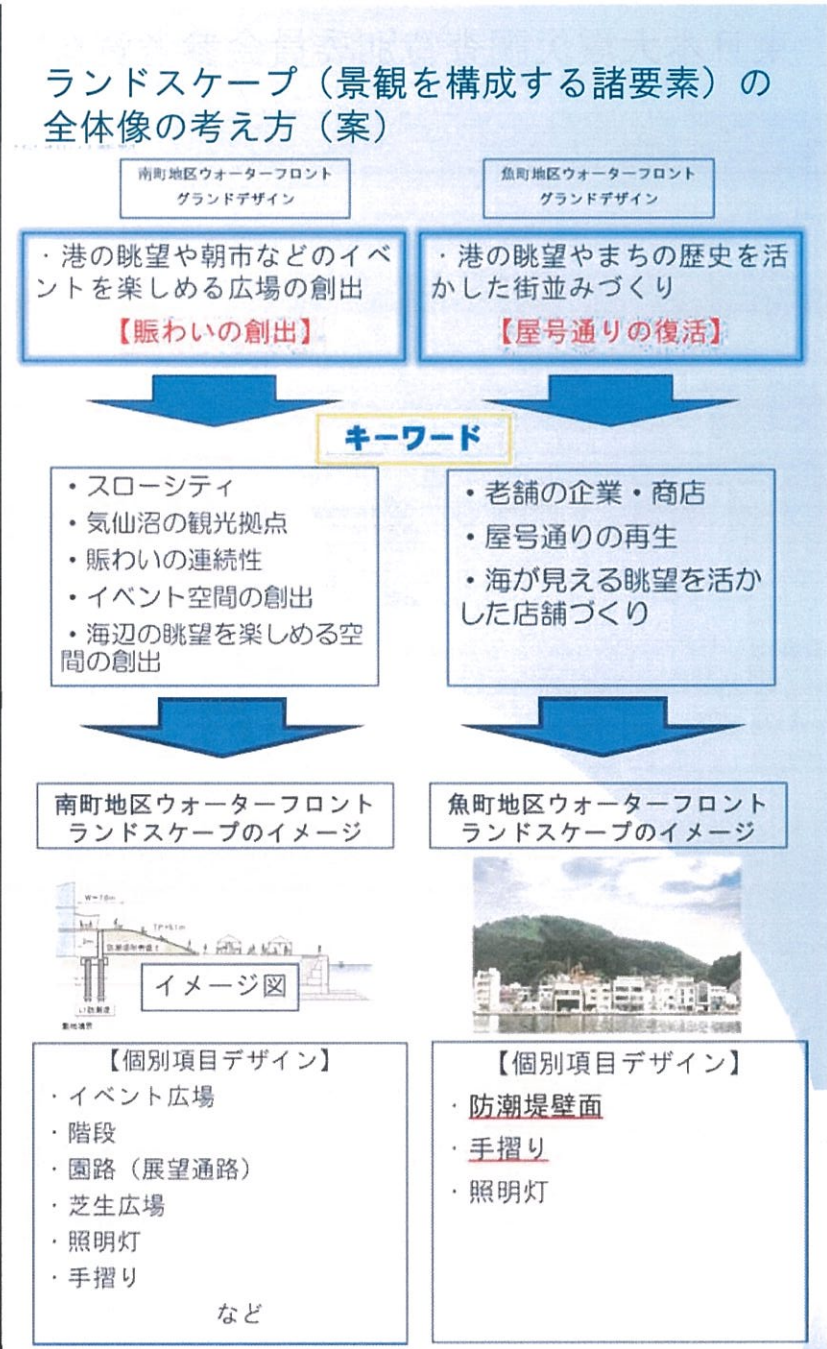 ランドスケープ（景観を構成する諸要素）の
全体像の考え方（案）
南町地区ウォーターフロント
グランドデザイン
・港の眺望や朝市などのイベ
ントを楽しめる広場の創出
【賑わいの創出】
魚町地区ウォーターフロント
グランドデザイン
・港の眺望やまちの歴史を活
かした街並みづくり
【屋号通りの復活】
キーワード
・スローシティ
・気仙沼の観光拠点
・賑わいの連続性
・イベント空間の創出
・海辺の眺望を楽しめる空
間の創出
・老舗の企業・商店
・屋号通りの再生
・海が見える眺望を活か
した店舗づくり
南町地区ウォーターフロント
ランドスケープのイメージ
イメージ図
魚町地区ウォーターフロント
ランドスケープのイメージ
【個別項目デザイン】
・イベント広場
・階段
・園路（展望通路）
・芝生広場
・照明灯
・手摺り
など
【個別項目デザイン】
・防潮堤壁面
・手摺り
・照明灯